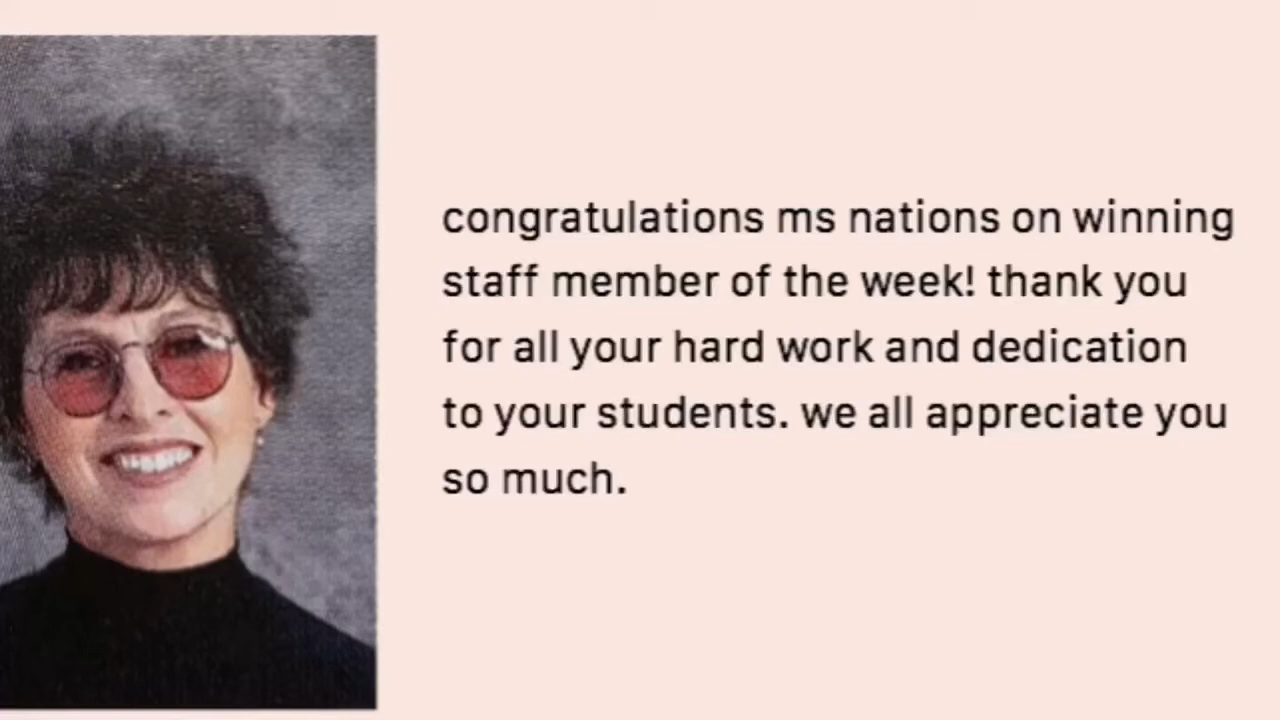 congratulations ms nations on winning
staff member of the week! thank you
for all your hard work and dedication
to your students. we all appreciate you
so much.